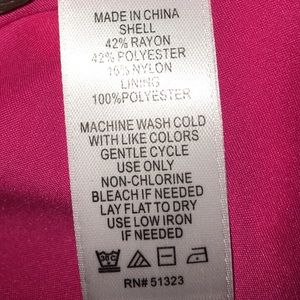 MADE IN CHINA
SHELL
42% RAYON
42% POLYESTER
16% NYLON
LINING
100%POLYESTER
MACHINE WASH COLD
WITH LIKE COLORS
GENTLE CYCLE
USE ONLY
NON-CHLORINE
BLEACH IF NEEDED
LAY FLAT TO DRY
USE LOW IRON
IF NEEDED
30C
RN# 51323